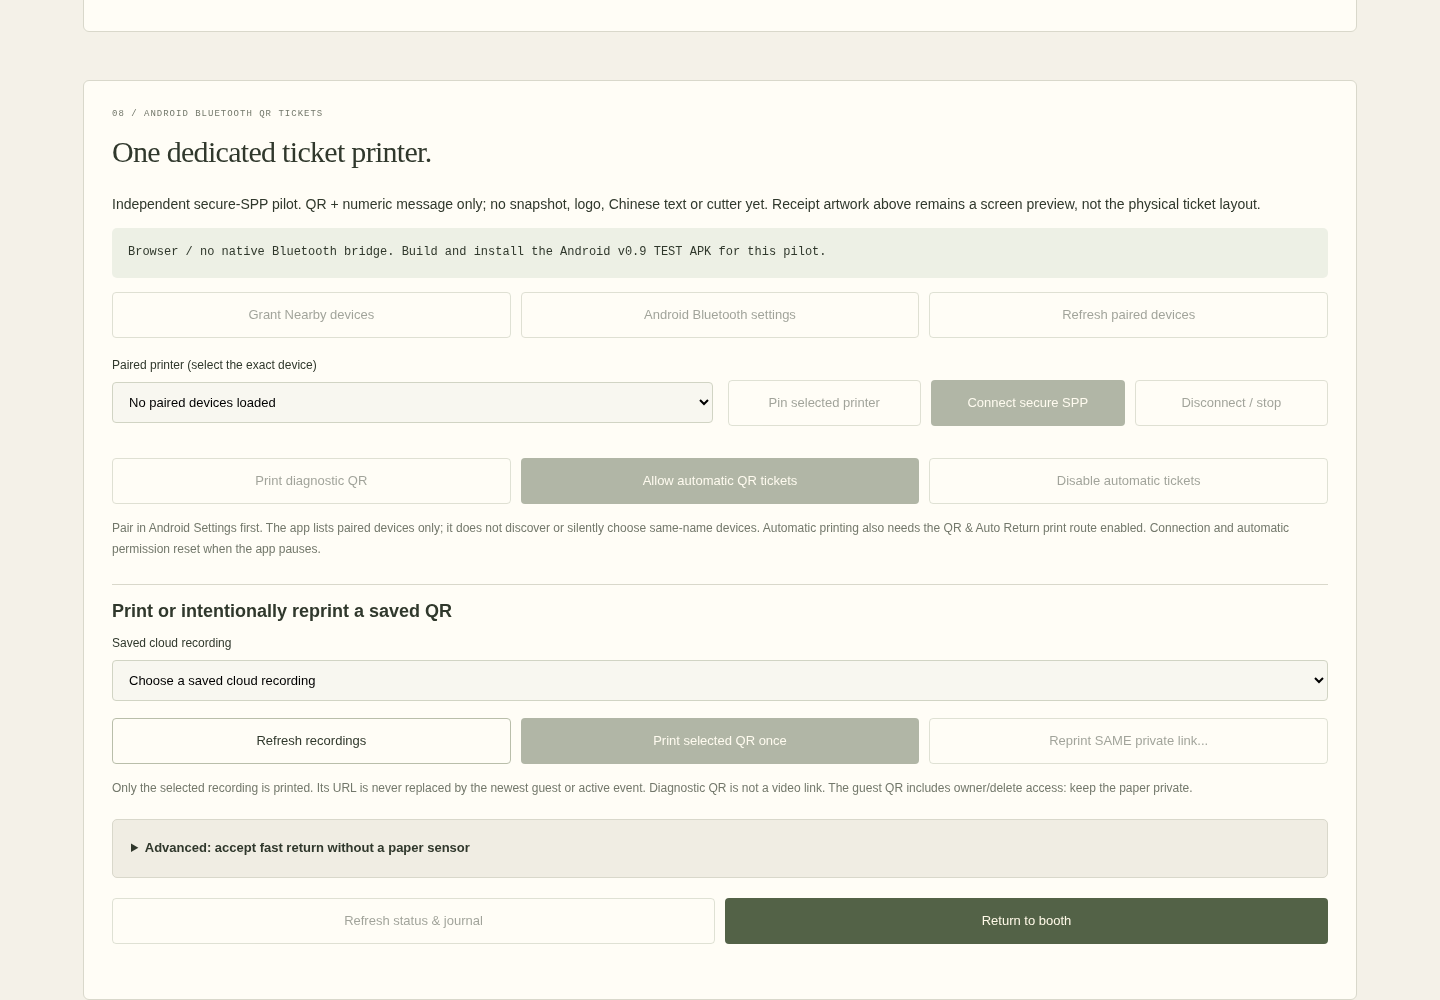 08 / ANDROID BLUETOOTH QR TICKETS
One dedicated ticket printer.
Independent secure-SPP pilot. QR + numeric message only; no snapshot, logo, Chinese text or cutter yet. Receipt artwork above remains a screen preview, not the physical ticket layout.
Browser / no native Bluetooth bridge. Build and install the Android v0.9 TEST APK for this pilot.
Grant Nearby devices
Android Bluetooth settings
Refresh paired devices
Paired printer (select the exact device)
No paired devices loaded
Pin selected printer
Connect secure SPP
Disconnect / stop
Print diagnostic QR
Allow automatic QR tickets
Disable automatic tickets
Pair in Android Settings first. The app lists paired devices only; it does not discover or silently choose same-name devices. Automatic printing also needs the QR & Auto Return print route enabled. Connection and automatic
permission reset when the app pauses.
Print or intentionally reprint a saved QR
Saved cloud recording
Choose a saved cloud recording
Refresh recordings
Print selected QR once
Reprint SAME private link...
Only the selected recording is printed. Its URL is never replaced by the newest guest or active event. Diagnostic QR is not a video link. The guest QR includes owner/delete access: keep the paper private.
Advanced: accept fast return without a paper sensor
Refresh status & journal
Return to booth